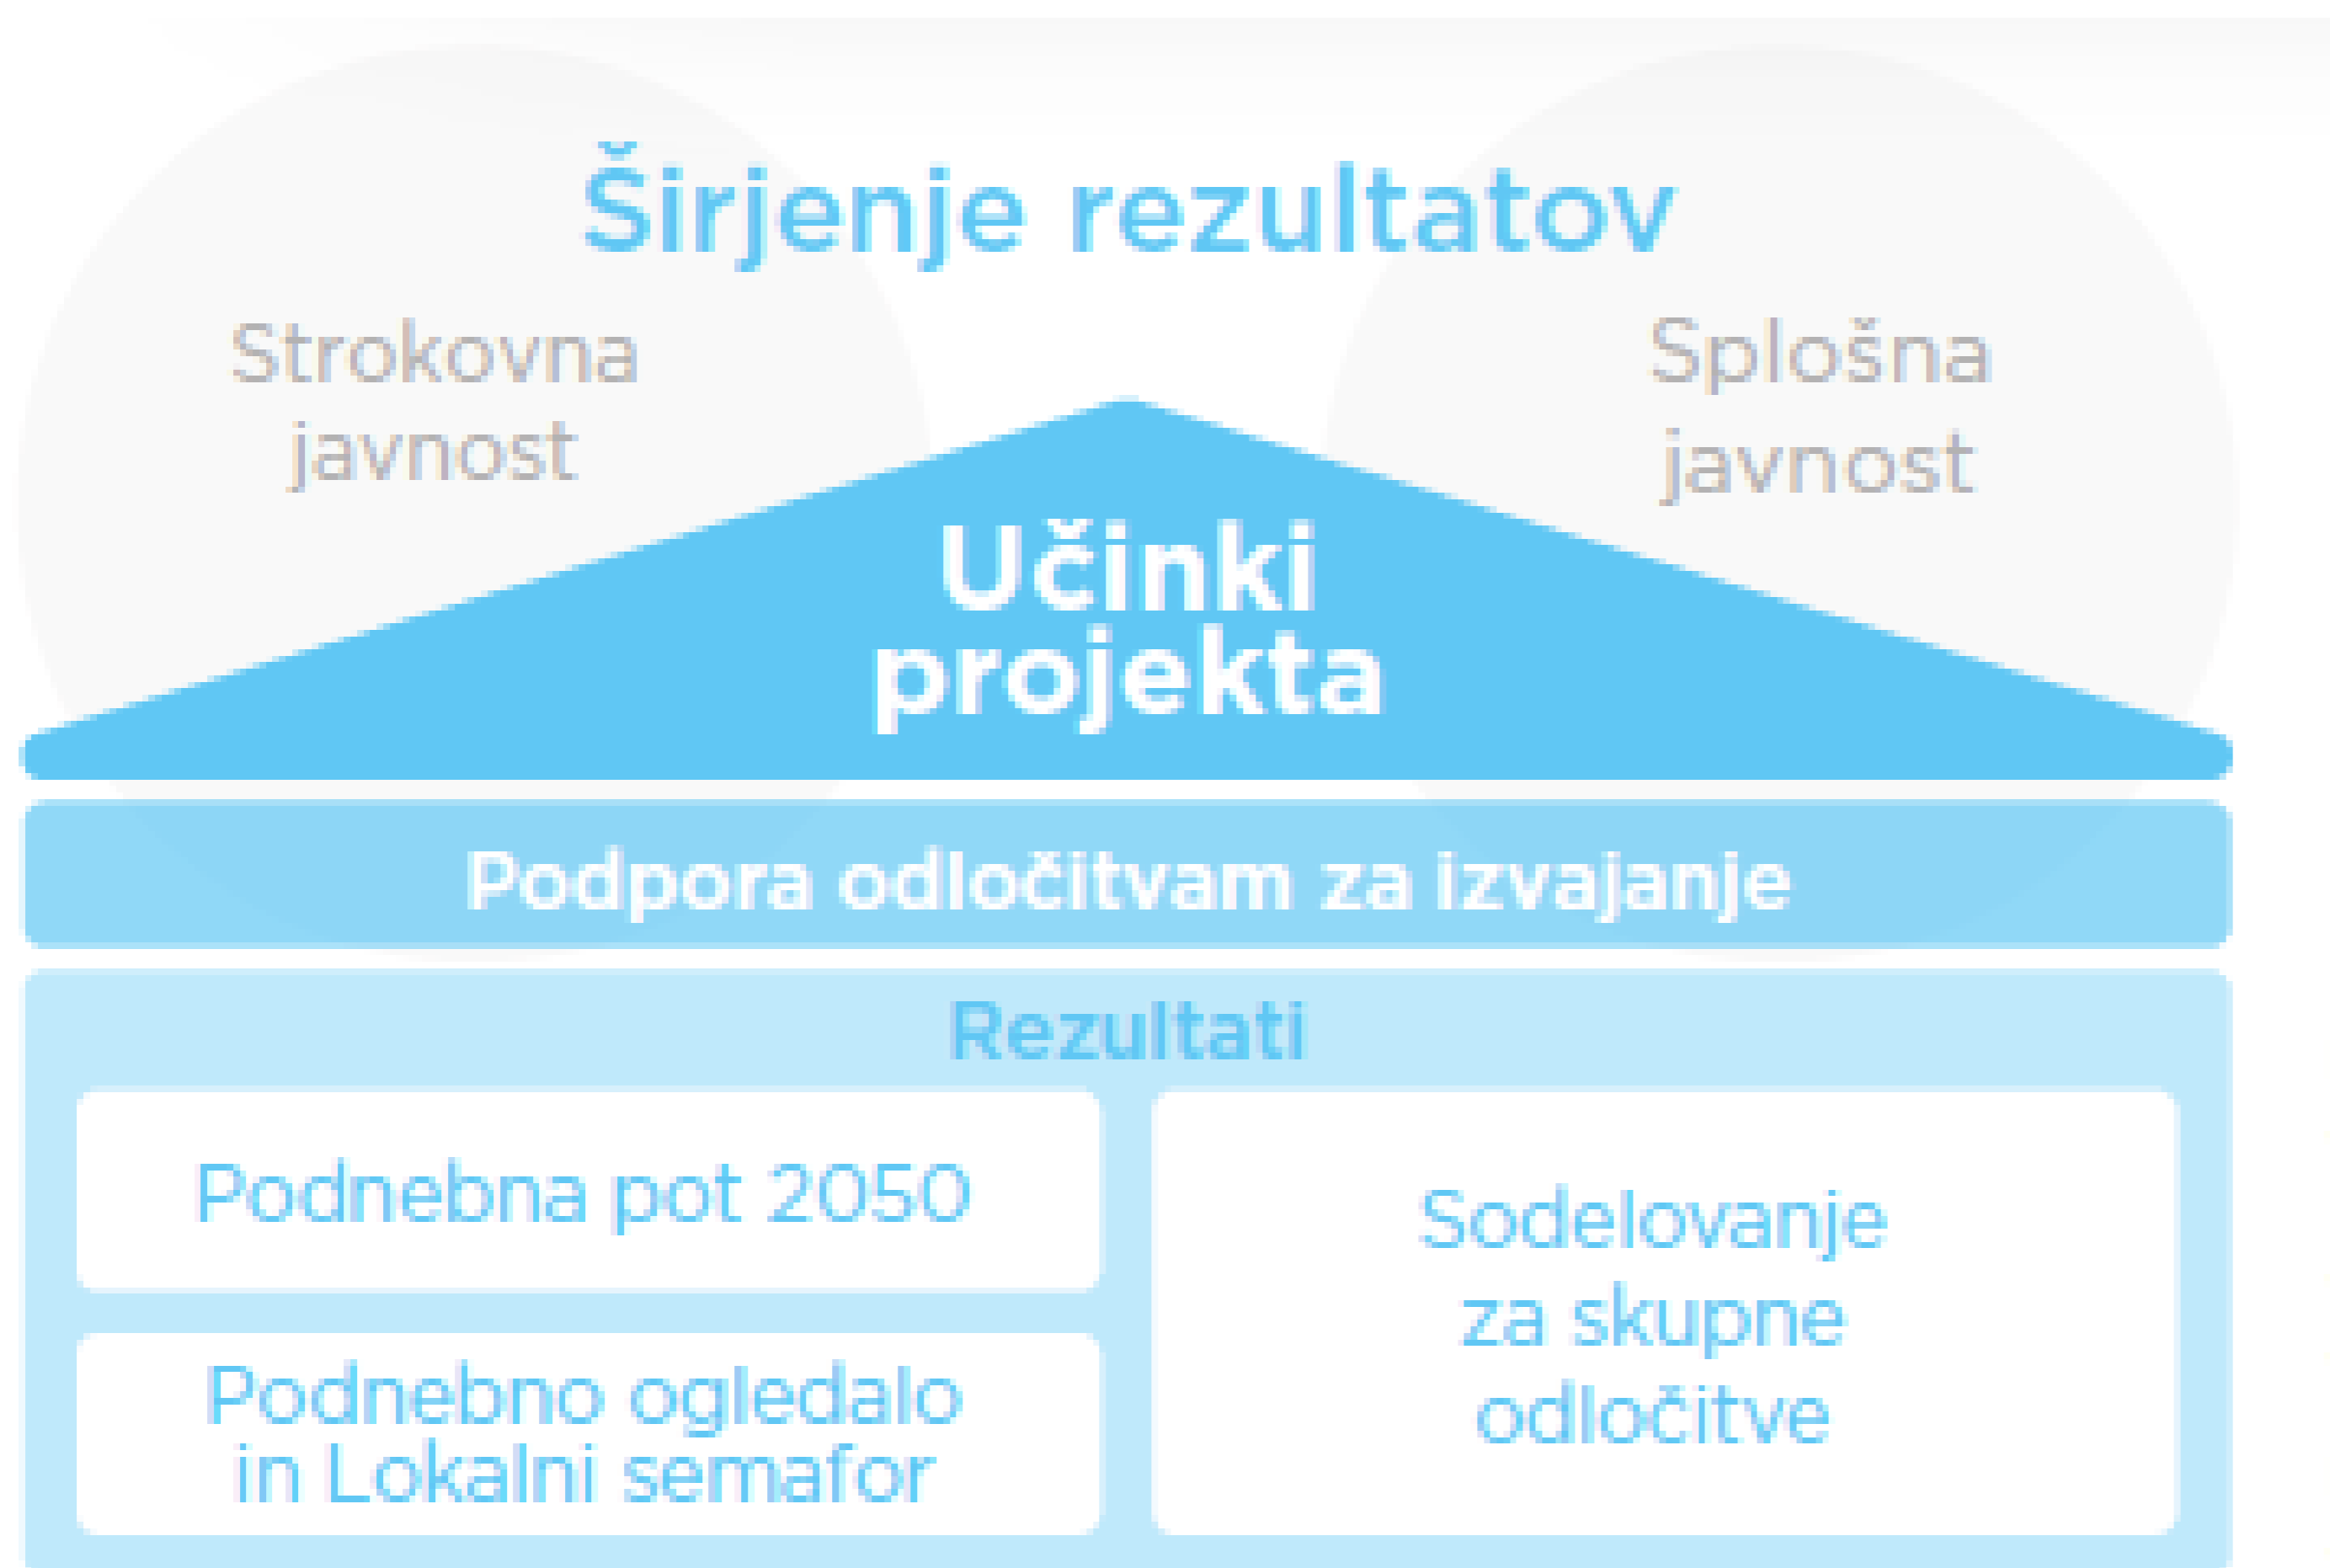 Širjenje rezultatov
Strokovna
javnost
Splošna
javnost
Učinki
projekta
Podpora odločitvam za izvajanje
Rezultati
Podnebna pot 2050
Podnebno ogledalo
in Lokalni semafor
Sodelovanje
za skupne
odločitve